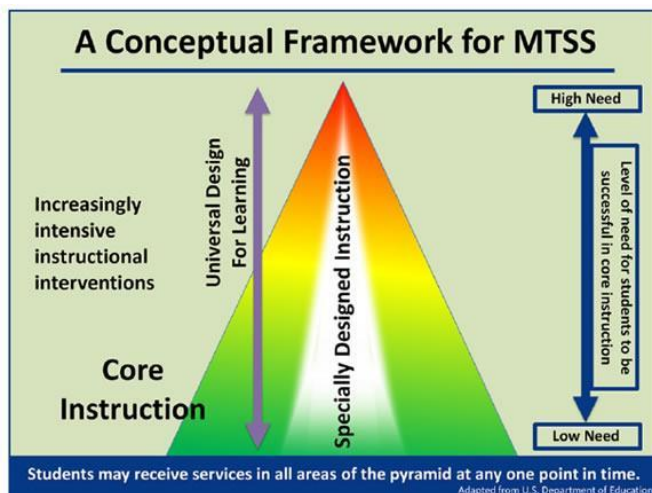 A Conceptual Framework for MTSS
High Need
Universal Design
For Learning
Specially Designed Instruction
Level of need for students to be
successful in core instruction
Increasingly
intensive
instructional
interventions
Core
Instruction
Low Need
Students may receive services in all areas of the pyramid at any one point in time.
Adapted from U.S. Department of Education